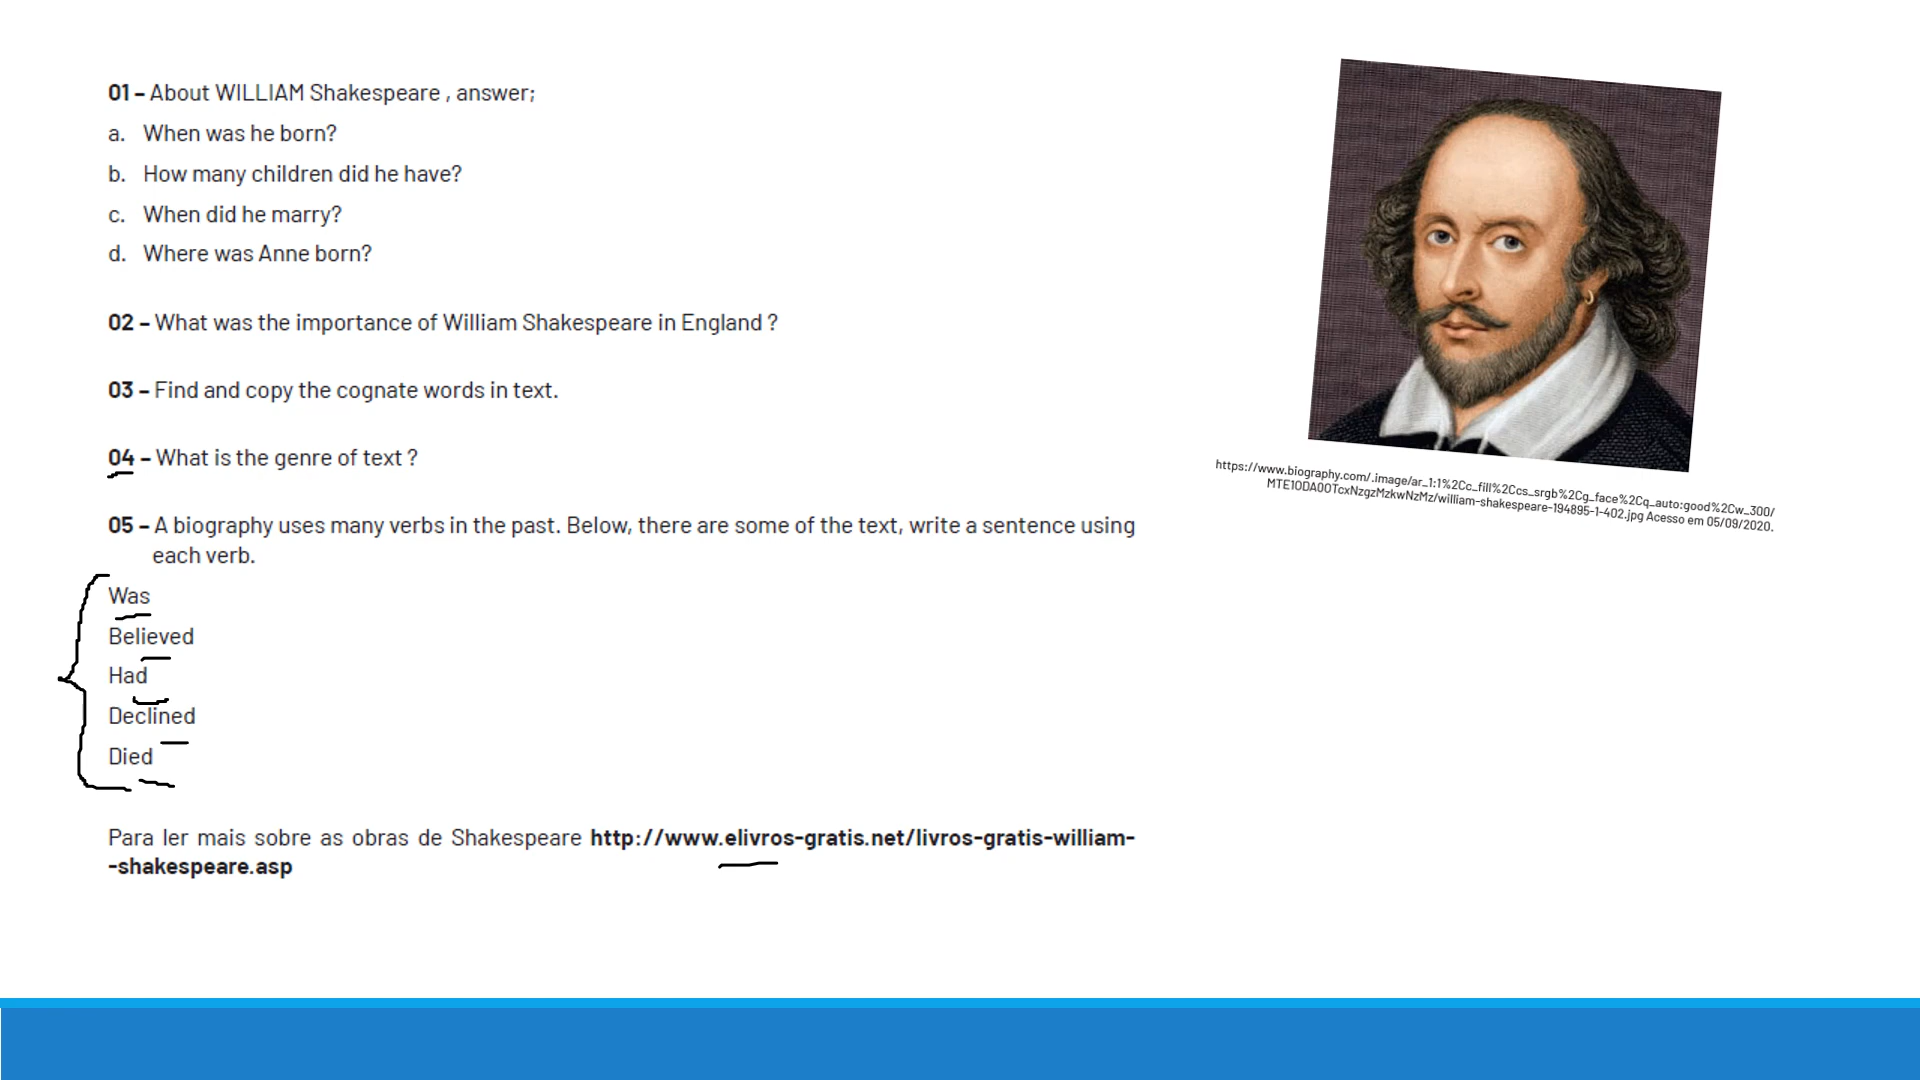 01 – About WILLIAM Shakespeare , answer;
a. When was he born?
b. How many children did he have?
c. When did he marry?
d. Where was Anne born?
02 – What was the importance of William Shakespeare in England ?
03 – Find and copy the cognate words in text.
04 – What is the genre of text ?
05 – A biography uses many verbs in the past. Below, there are some of the text, write a sentence using
each verb.
Was
Believed
Had
Declined
Died
Para ler mais sobre as obras de Shakespeare http://www.elivros-gratis.net/livros-gratis-william-
-shakespeare.asp
https://www.biography.com/.image/ar_1:1%2Cc_fill%2Ccs_srgb%2Cg_face%2Cq_auto:good%2Cw_300/
MTE1ODA0OTcxNzgzMzkwNzMz/william-shakespeare-194895-1-402.jpg Acesso em 05/09/2020.